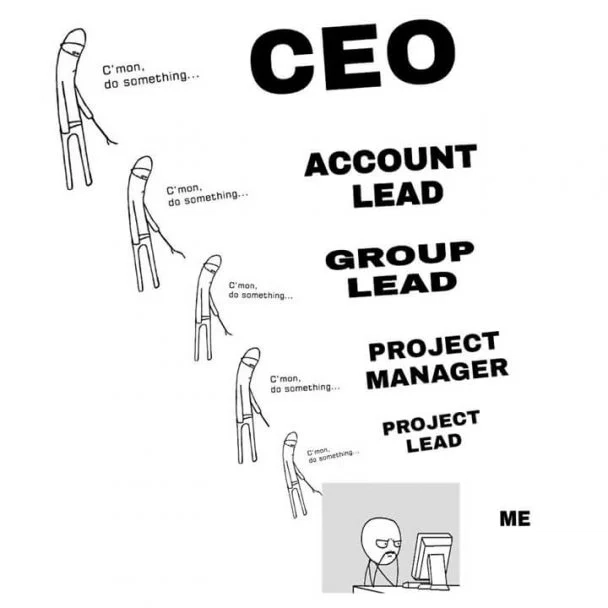 CEO
C'mon,
do something...
ACCOUNT
LEAD
C'mon,
do something...
GROUP
LEAD
C'mon,
do something...
PROJECT
MANAGER
C'mon,
do something...
PROJECT
LEAD
C'mon,
do something...
ME